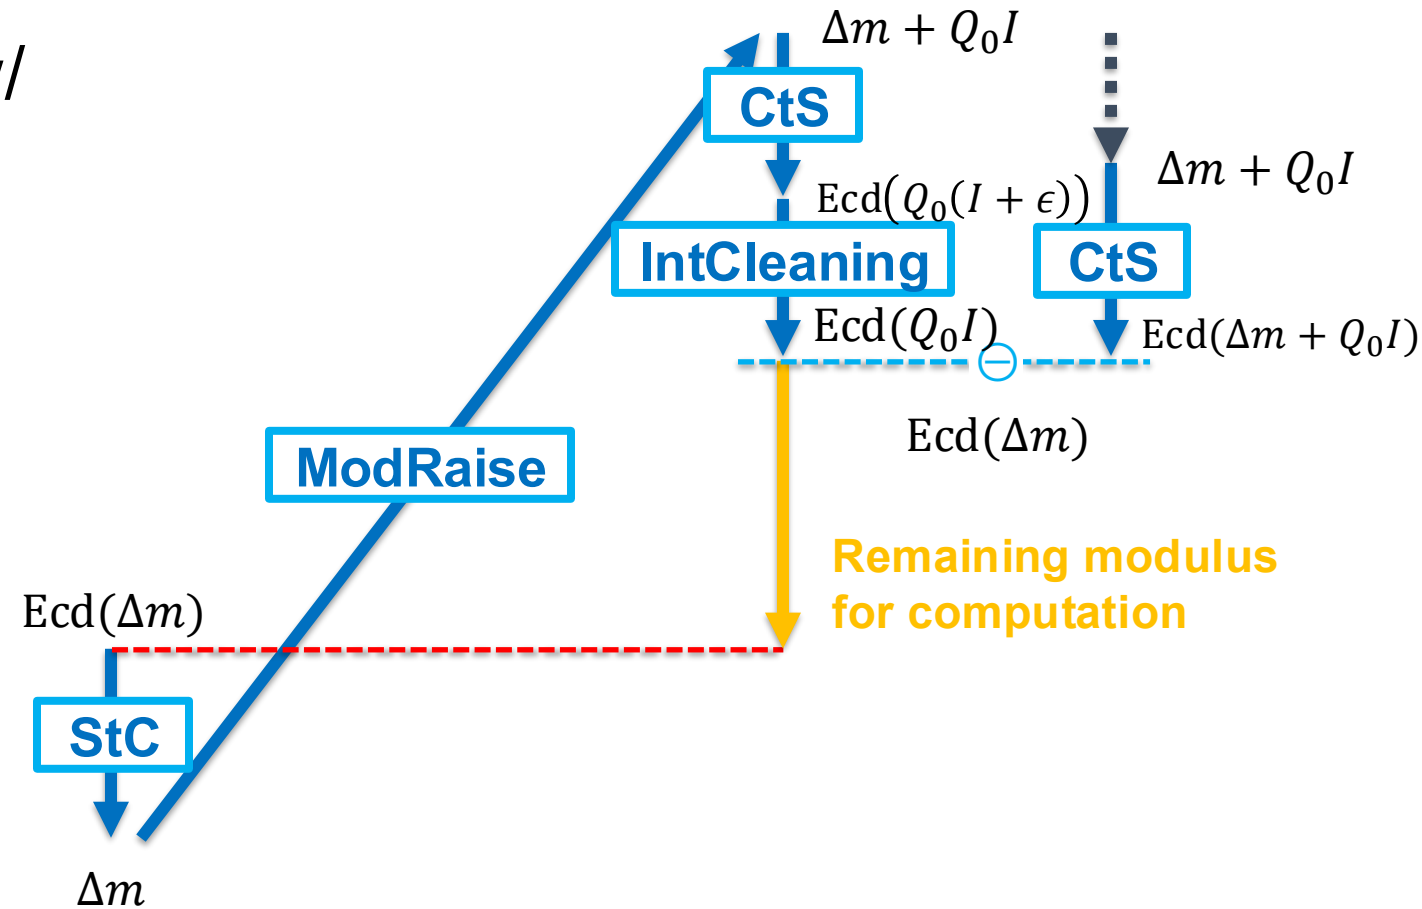 Δm + Q₀I
CtS
Δm + Q₀I
Ecd(Q₀(I + ϵ))
IntCleaning
CtS
Ecd(Q₀I)
Ecd(Δm + Q₀I)
Ecd(Δm)
ModRaise
Remaining modulus
for computation
Ecd(Δm)
StC
Δm